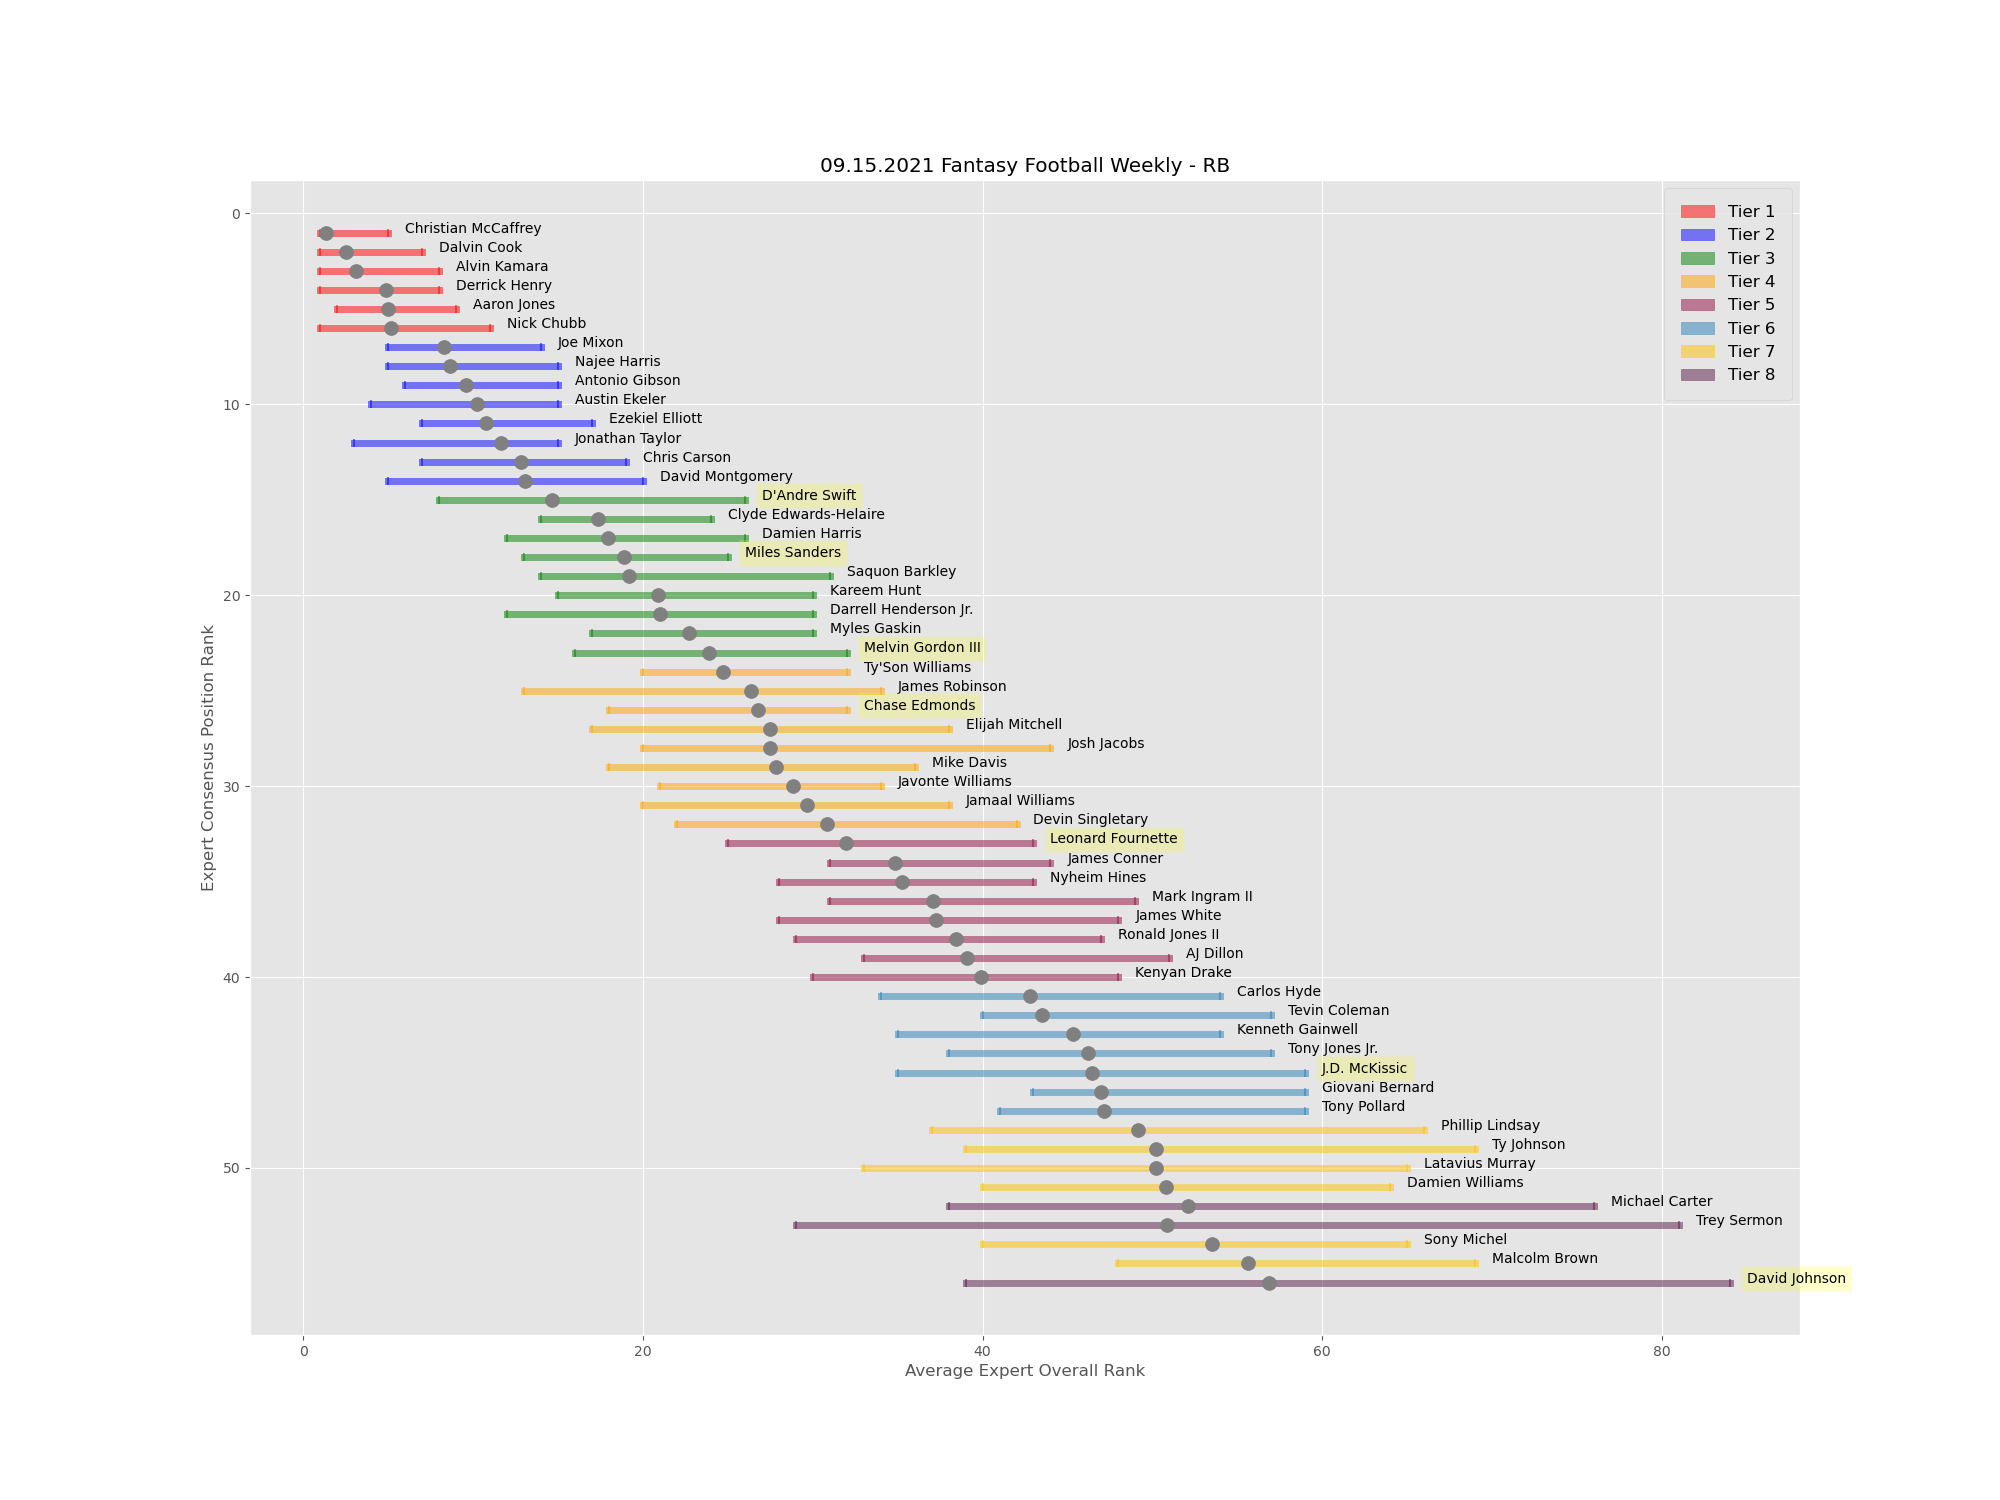 09.15.2021 Fantasy Football Weekly - RB
Tier 1
Tier 2
Tier 3
Tier 4
Tier 5
Tier 6
Tier 7
Tier 8
Expert Consensus Position Rank
0
10
20
30
40
50
Christian McCaffrey
Dalvin Cook
Alvin Kamara
Derrick Henry
Aaron Jones
Nick Chubb
Joe Mixon
Najee Harris
Antonio Gibson
Austin Ekeler
Ezekiel Elliott
Jonathan Taylor
Chris Carson
David Montgomery
D'Andre Swift
Clyde Edwards-Helaire
Damien Harris
Miles Sanders
Saquon Barkley
Kareem Hunt
Darrell Henderson Jr.
Myles Gaskin
Melvin Gordon III
Ty'Son Williams
James Robinson
Chase Edmonds
Elijah Mitchell
Josh Jacobs
Mike Davis
Javonte Williams
Jamaal Williams
Devin Singletary
Leonard Fournette
James Conner
Nyheim Hines
Mark Ingram II
James White
Ronald Jones II
AJ Dillon
Kenyan Drake
Carlos Hyde
Tevin Coleman
Kenneth Gainwell
Tony Jones Jr.
J.D. McKissic
Giovani Bernard
Tony Pollard
Phillip Lindsay
Ty Johnson
Latavius Murray
Damien Williams
Michael Carter
Trey Sermon
Sony Michel
Malcolm Brown
David Johnson
0 20 40 60 80
Average Expert Overall Rank